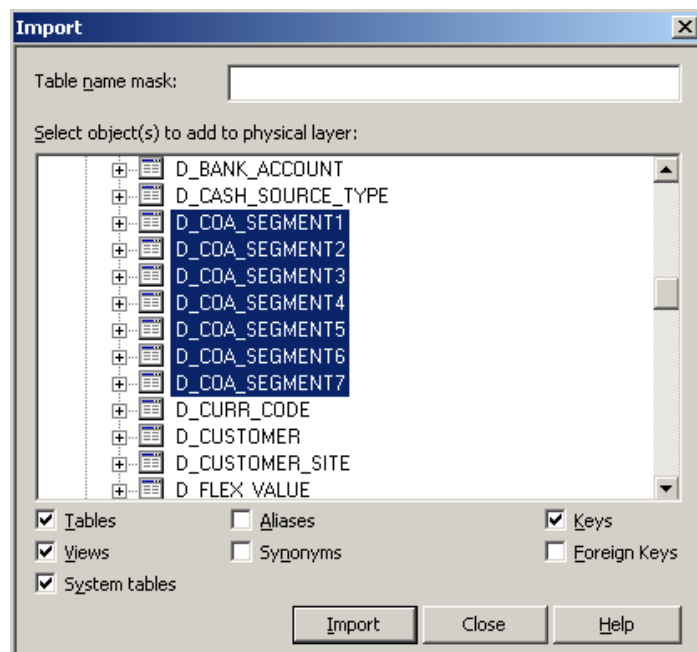 Import
Table name mask:
Select object(s) to add to physical layer:
D_BANK_ACCOUNT
D_CASH_SOURCE_TYPE
D_COA_SEGMENT1
D_COA_SEGMENT2
D_COA_SEGMENT3
D_COA_SEGMENT4
D_COA_SEGMENT5
D_COA_SEGMENT6
D_COA_SEGMENT7
D_CURR_CODE
D_CUSTOMER
D_CUSTOMER_SITE
D_FLEX_VALUE
Tables Aliases Keys
Views Synonyms Foreign Keys
System tables
Import Close Help